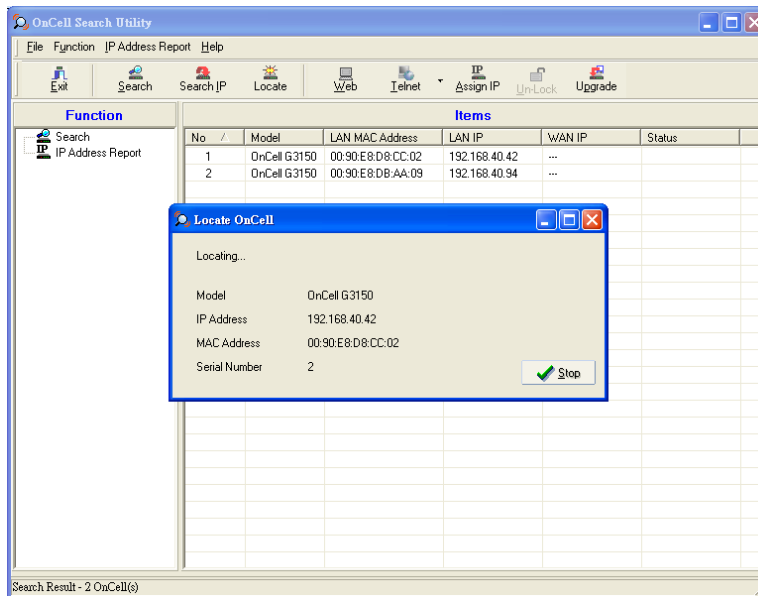 OnCell Search Utility
File Function IP Address Report Help
Exit Search Search IP Locate Web Telnet Assign IP Un-Lock Upgrade
Function Items
Search
IP Address Report
No Model LAN MAC Address LAN IP WAN IP Status
1 OnCell G3150 00:90:E8:D8:CC:02 192.168.40.42 ---
2 OnCell G3150 00:90:E8:DB:AA:09 192.168.40.94 ---
Locate OnCell
Locating...
Model OnCell G3150
IP Address 192.168.40.42
MAC Address 00:90:E8:D8:CC:02
Serial Number 2
Stop
Search Result - 2 OnCell(s)